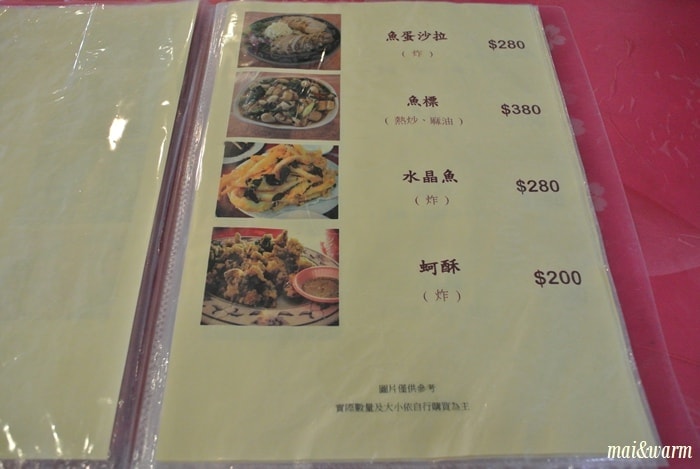 魚蛋沙拉 $280
(炸)
魚標 $380
(熱炒、麻油)
水晶魚 $280
(炸)
蚵酥 $200
(炸)
圖片僅供參考
實際數量及大小依自行購買為主
mai&warm